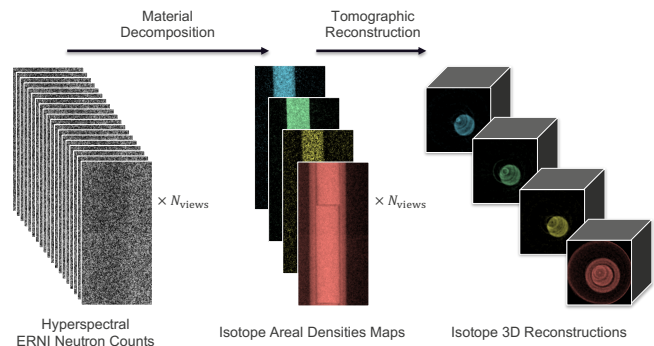 Material
Decomposition
Tomographic
Reconstruction
× N_views
× N_views
Hyperspectral
ERNI Neutron Counts
Isotope Areal Densities Maps
Isotope 3D Reconstructions